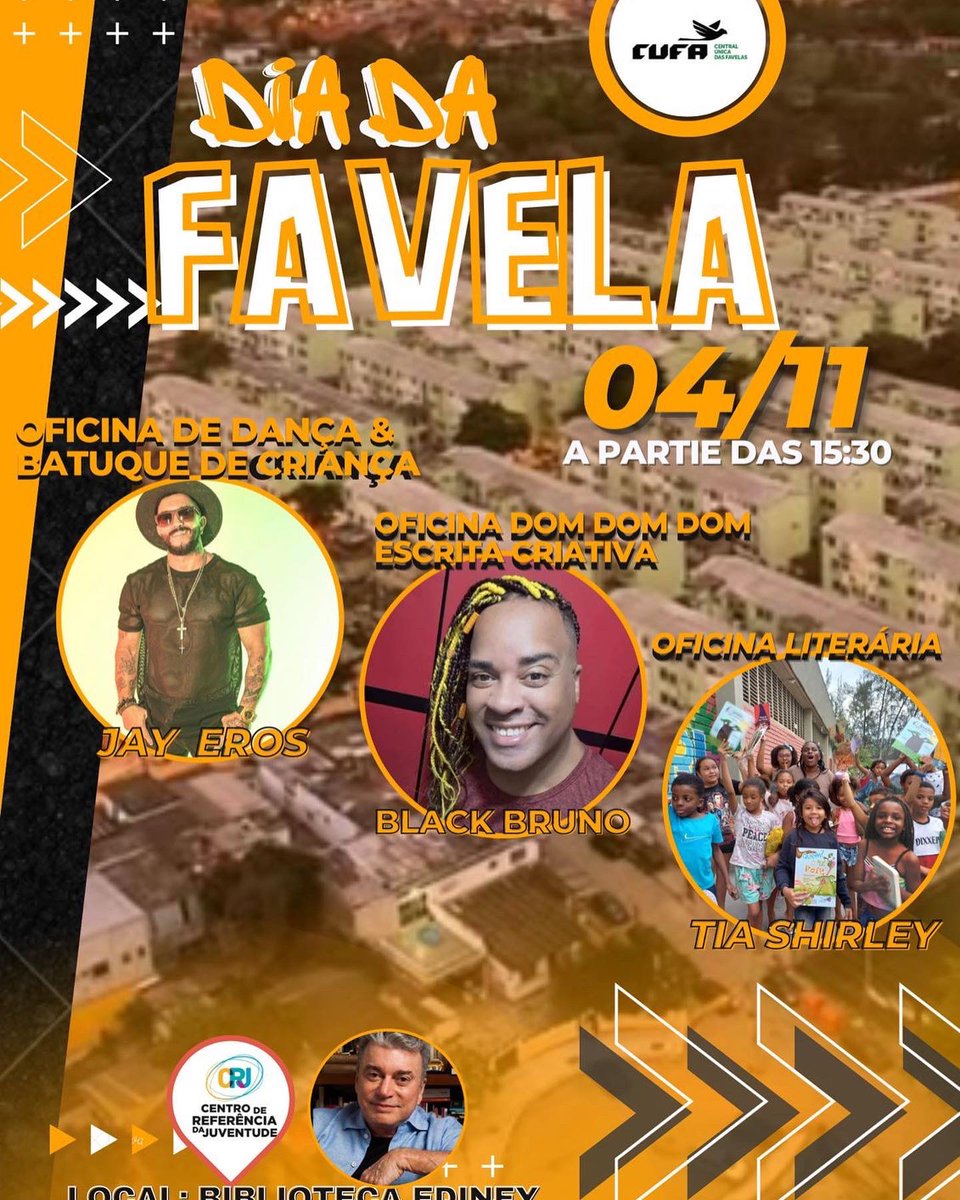 CUFA
CENTRAL
ÚNICA
DAS FAVELAS
DiA DA
FAVELA
04/11
A PARTIE DAS 15:30
OFICINA DE DANÇA &
BATUQUE DE CRIANÇA
OFICINA DOM DOM DOM
ESCRITA CRIATIVA
OFICINA LITERÁRIA
PEACE
DIXXER
JAY EROS
BLACK BRUNO
TIA SHIRLEY
CRJ
CENTRO DE
REFERÊNCIA
DA JUVENTUDE
LOCAL: BIBLIOTECA EDINEY